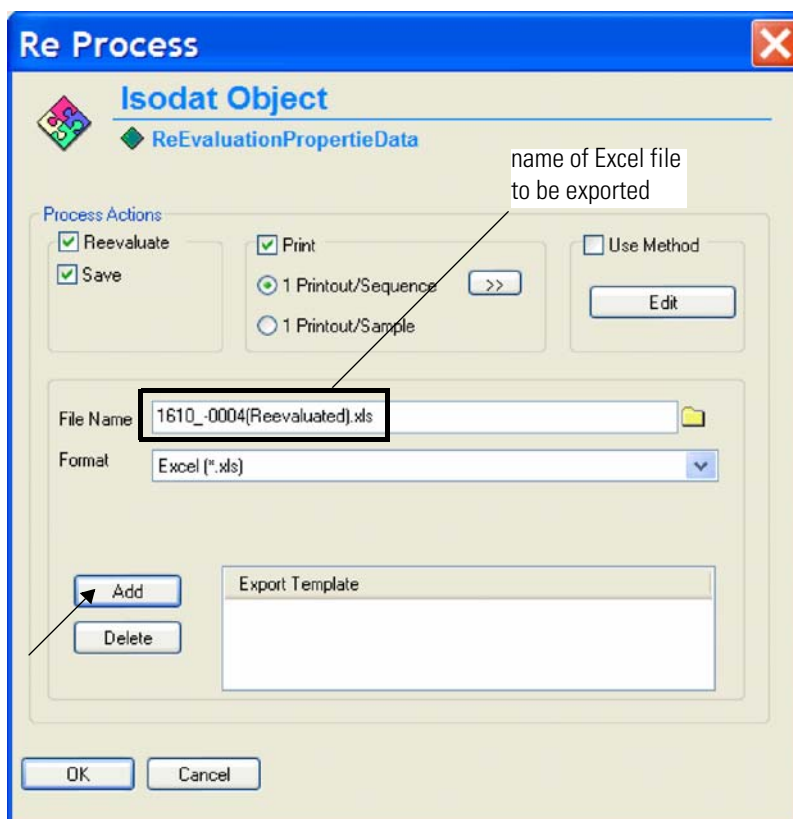 Re Process
Isodat Object
ReEvaluationPropertieData
name of Excel file
to be exported
Process Actions
Reevaluate
Save
Print
1 Printout/Sequence
>>
1 Printout/Sample
Use Method
Edit
File Name
1610_-0004(Reevaluated).xls
Format
Excel (*.xls)
Add
Delete
Export Template
OK
Cancel